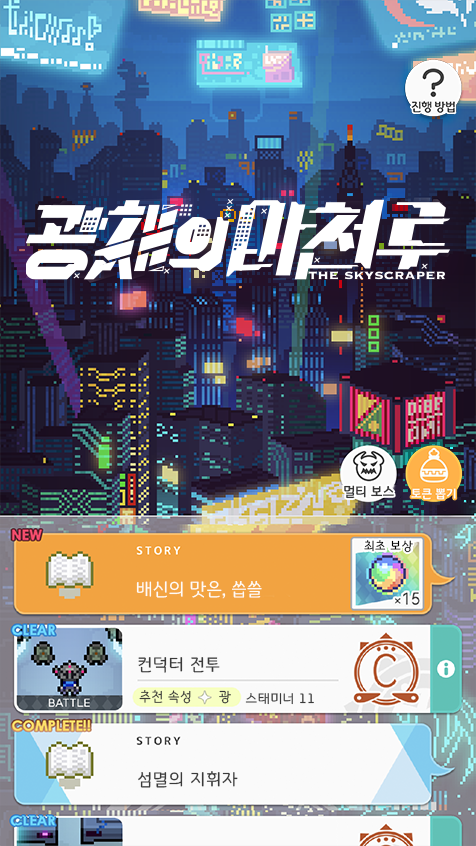 진행 방법
광채의 마천루
THE SKYSCRAPER
멀티 보스
토큰 뽑기
NEW
STORY
배신의 맛은, 씁쓸
최초 보상
×15
CLEAR
BATTLE
컨덕터 전투
추천 속성 광
스태미너 11
C
COMPLETE!!
STORY
섬멸의 지휘자
CLEAR